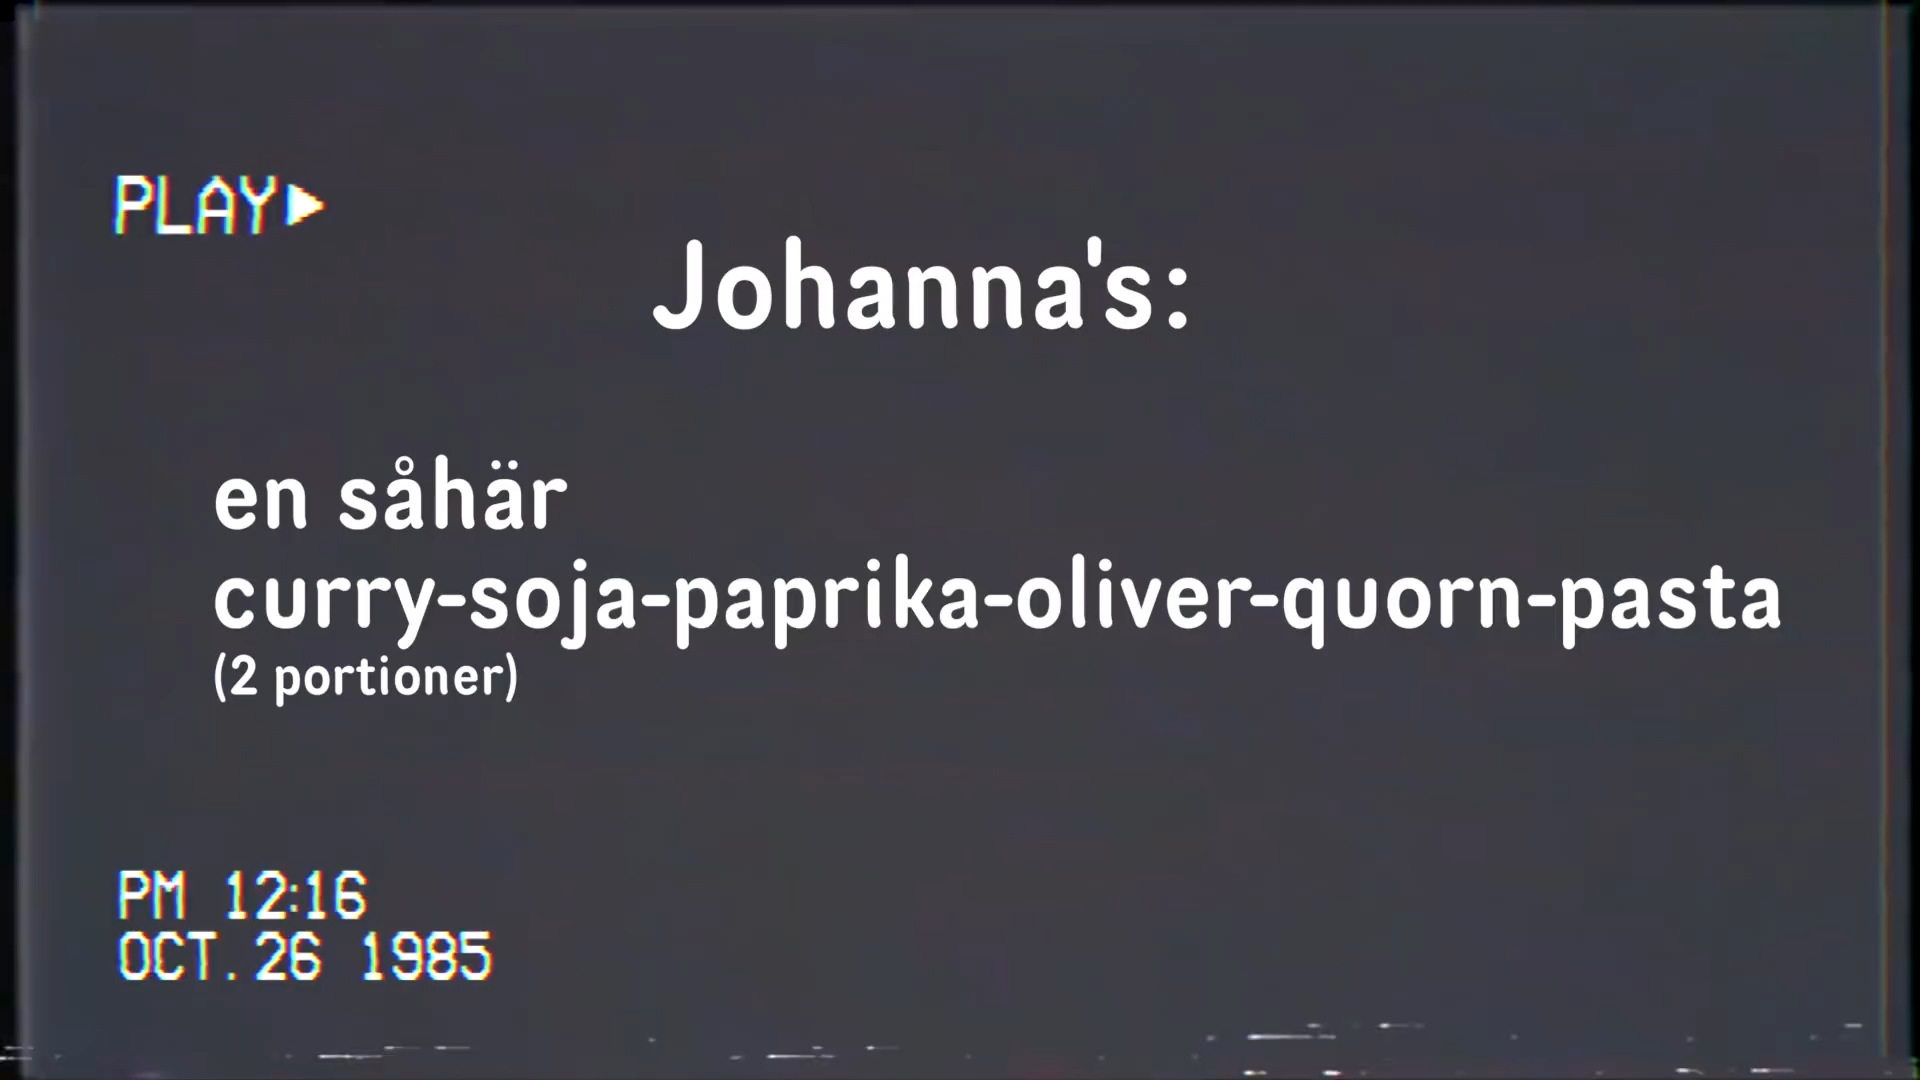 PLAY▶
Johanna's:
en såhär
curry-soja-paprika-oliver-quorn-pasta
(2 portioner)
PM 12:16
OCT. 26 1985